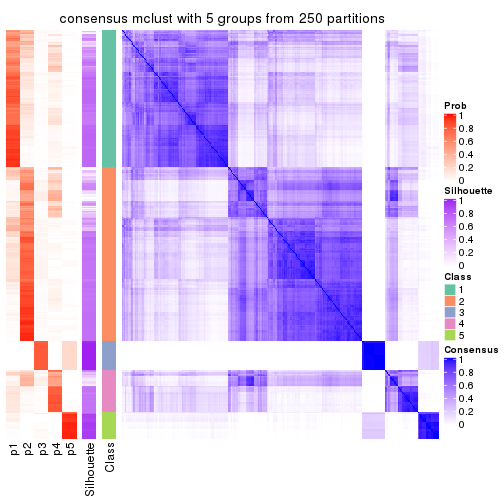 consensus mclust with 5 groups from 250 partitions
Prob
1
0.8
0.6
0.4
0.2
0
Silhouette
1
0.8
0.6
0.4
0.2
0
Class
1
2
3
4
5
Consensus
1
0.8
0.6
0.4
0.2
0
p1
p2
p3
p4
p5
Silhouette
Class